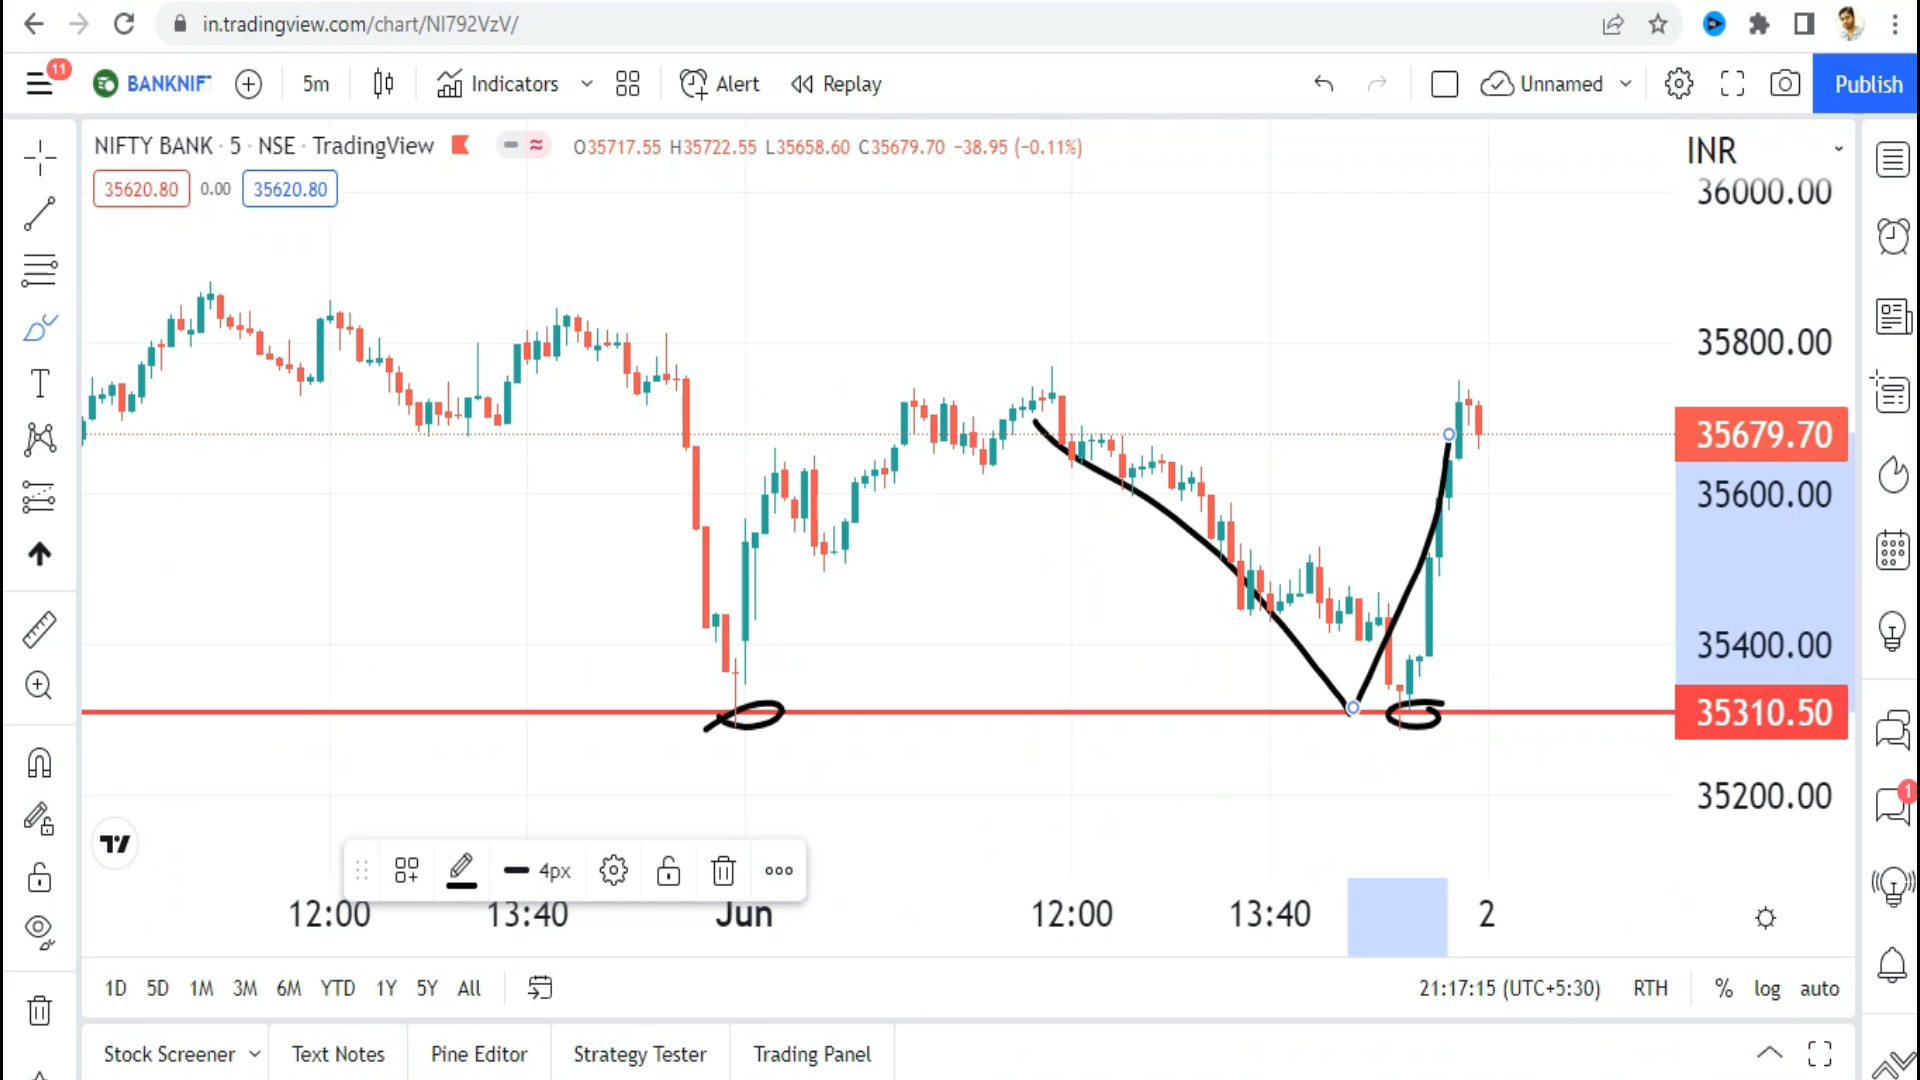 in.tradingview.com/chart/NI792VzV/
11
BANKNIF
5m
Indicators
Alert
Replay
Unnamed
Publish
NIFTY BANK · 5 · NSE · TradingView
O35717.55 H35722.55 L35658.60 C35679.70 −38.95 (−0.11%)
INR
35620.80 0.00 35620.80
36000.00
35800.00
35679.70
35600.00
35400.00
35310.50
35200.00
1
4px
12:00 13:40 Jun 12:00 13:40 2
1D 5D 1M 3M 6M YTD 1Y 5Y All
21:17:15 (UTC+5:30) RTH % log auto
Stock Screener Text Notes Pine Editor Strategy Tester Trading Panel